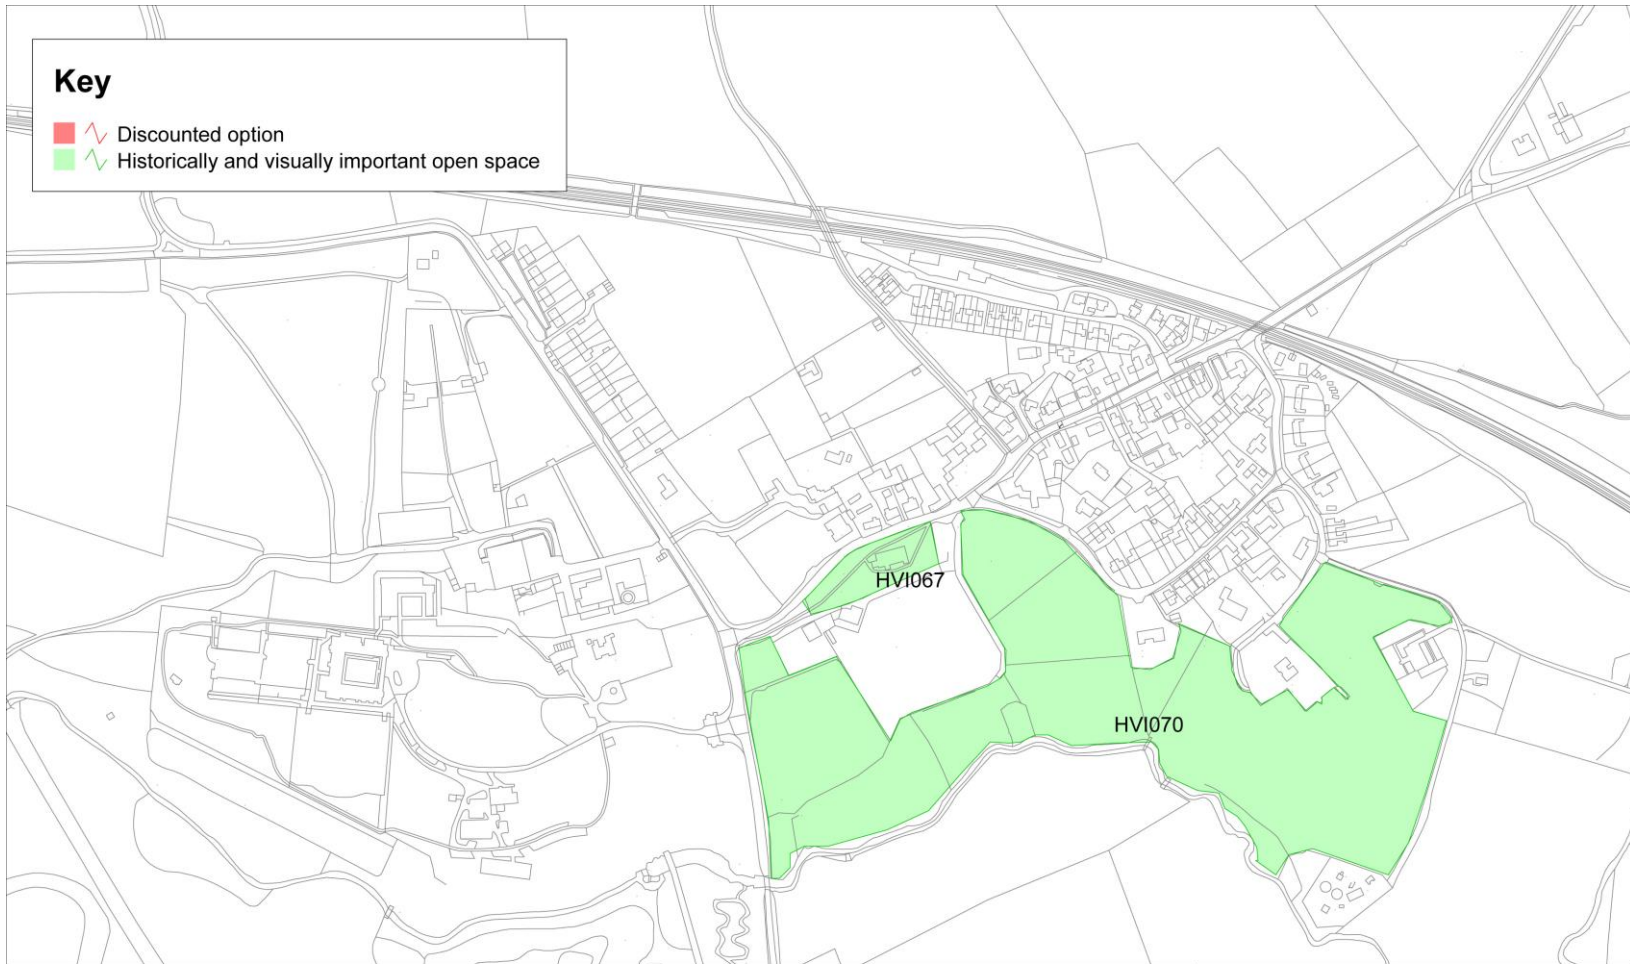 Key
Discounted option
Historically and visually important open space
HVI067
HVI070